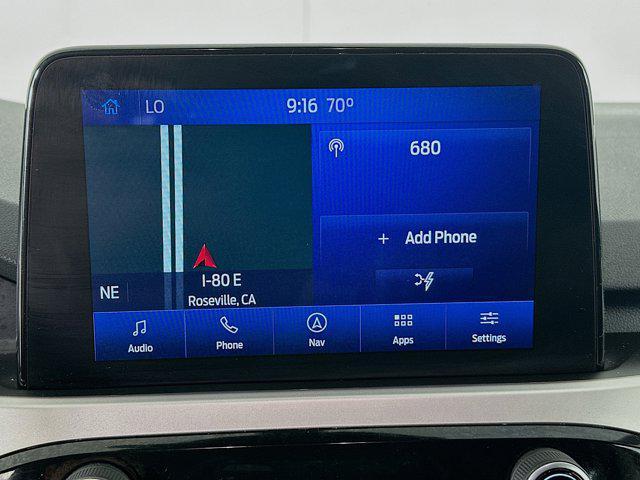 LO 9:16 70°
680
+ Add Phone
I-80 E
NE
Roseville, CA
Audio Phone Nav Apps Settings